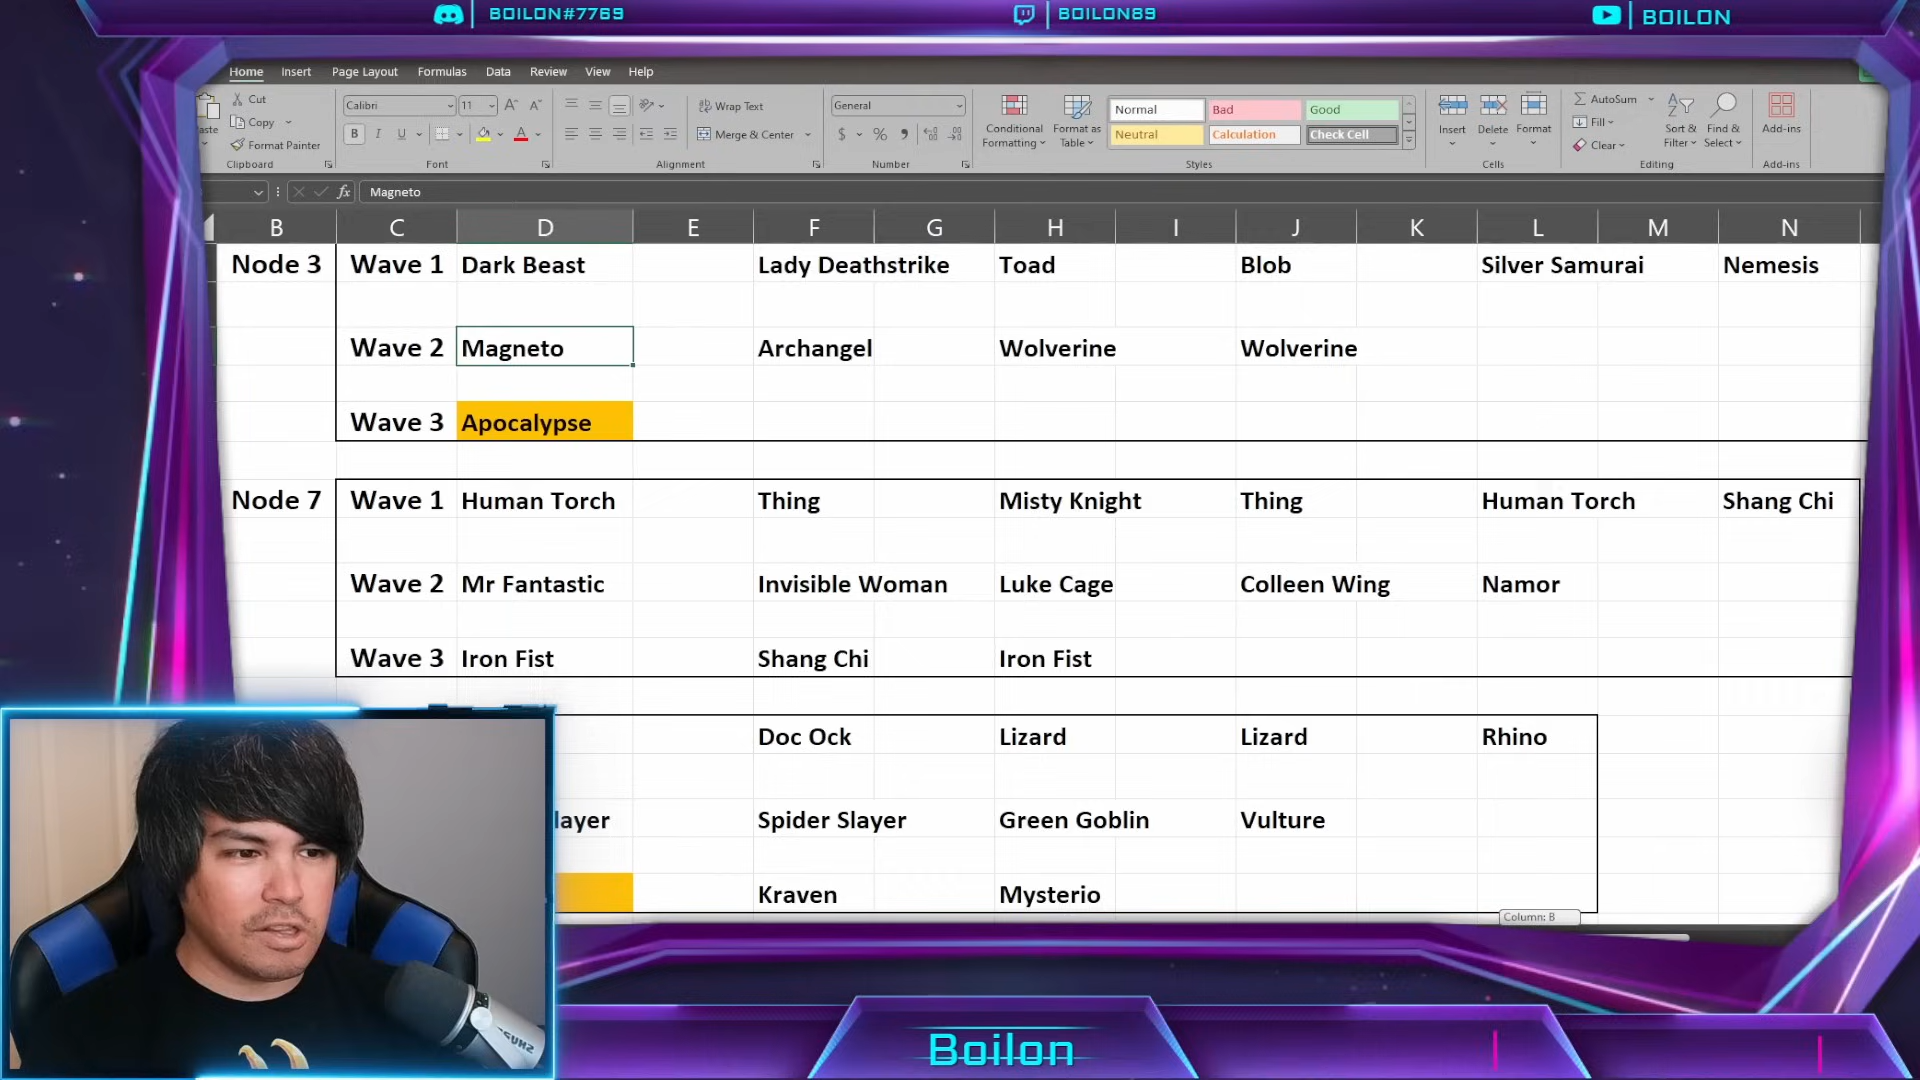 BOILON#7769
BOILON89
BOILON
Home Insert Page Layout Formulas Data Review View Help
Cut
Copy
Format Painter
Clipboard
Calibri 11
B I U
Font
Wrap Text
Merge & Center
Alignment
General
$ %
Number
Conditional Formatting
Format as Table
Normal Bad Good
Neutral Calculation Check Cell
Styles
Insert Delete Format
Cells
AutoSum
Fill
Clear
Sort & Filter
Find & Select
Editing
Add-ins
Add-ins
fx Magneto
B C D E F G H I J K L M N
Node 3 Wave 1 Dark Beast Lady Deathstrike Toad Blob Silver Samurai Nemesis
Wave 2 Magneto Archangel Wolverine Wolverine
Wave 3 Apocalypse
Node 7 Wave 1 Human Torch Thing Misty Knight Thing Human Torch Shang Chi
Wave 2 Mr Fantastic Invisible Woman Luke Cage Colleen Wing Namor
Wave 3 Iron Fist Shang Chi Iron Fist
Doc Ock Lizard Lizard Rhino
layer Spider Slayer Green Goblin Vulture
Kraven Mysterio
Column: B
Boilon